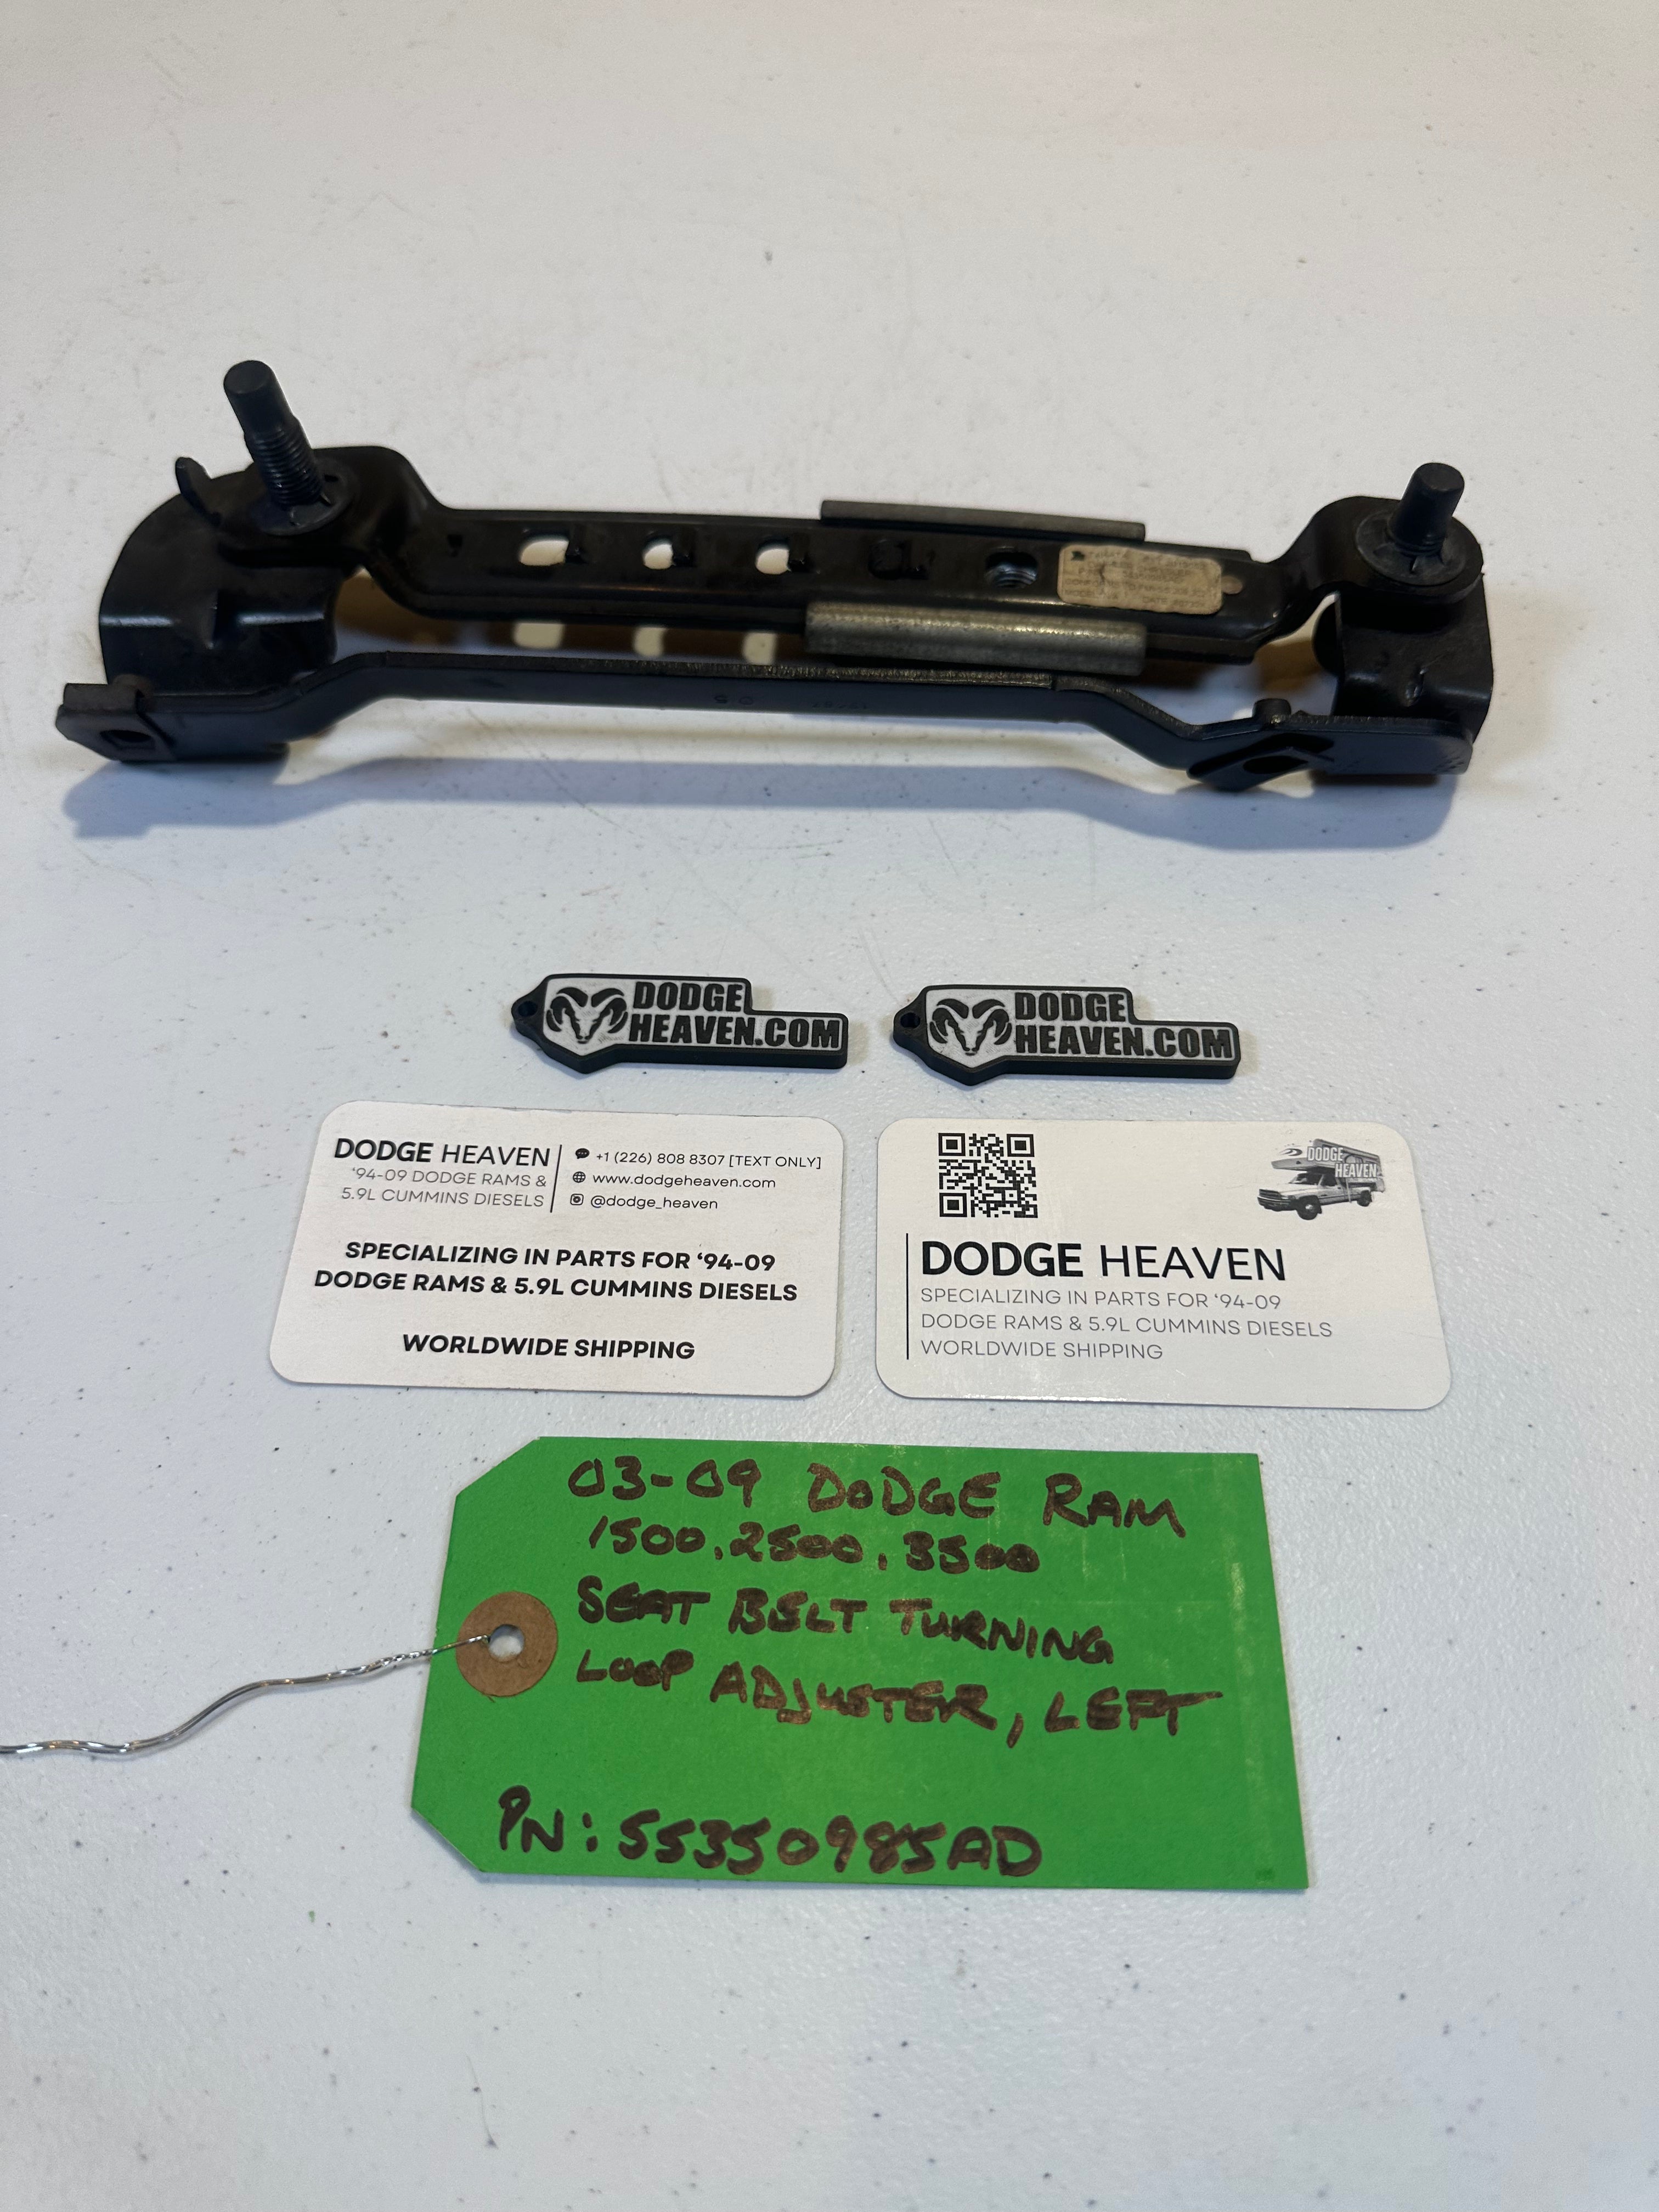 DODGE
HEAVEN.COM
DODGE
HEAVEN.COM
DODGE HEAVEN
'94-09 DODGE RAMS &
5.9L CUMMINS DIESELS
+1 (226) 808 8307 [TEXT ONLY]
www.dodgeheaven.com
@dodge_heaven
SPECIALIZING IN PARTS FOR '94-09
DODGE RAMS & 5.9L CUMMINS DIESELS
WORLDWIDE SHIPPING
DODGE
HEAVEN
DODGE HEAVEN
SPECIALIZING IN PARTS FOR '94-09
DODGE RAMS & 5.9L CUMMINS DIESELS
WORLDWIDE SHIPPING
03-09 DODGE RAM
1500, 2500, 3500
SEAT BELT TURNING
LOOP ADJUSTER, LEFT
PN: 55350985AD